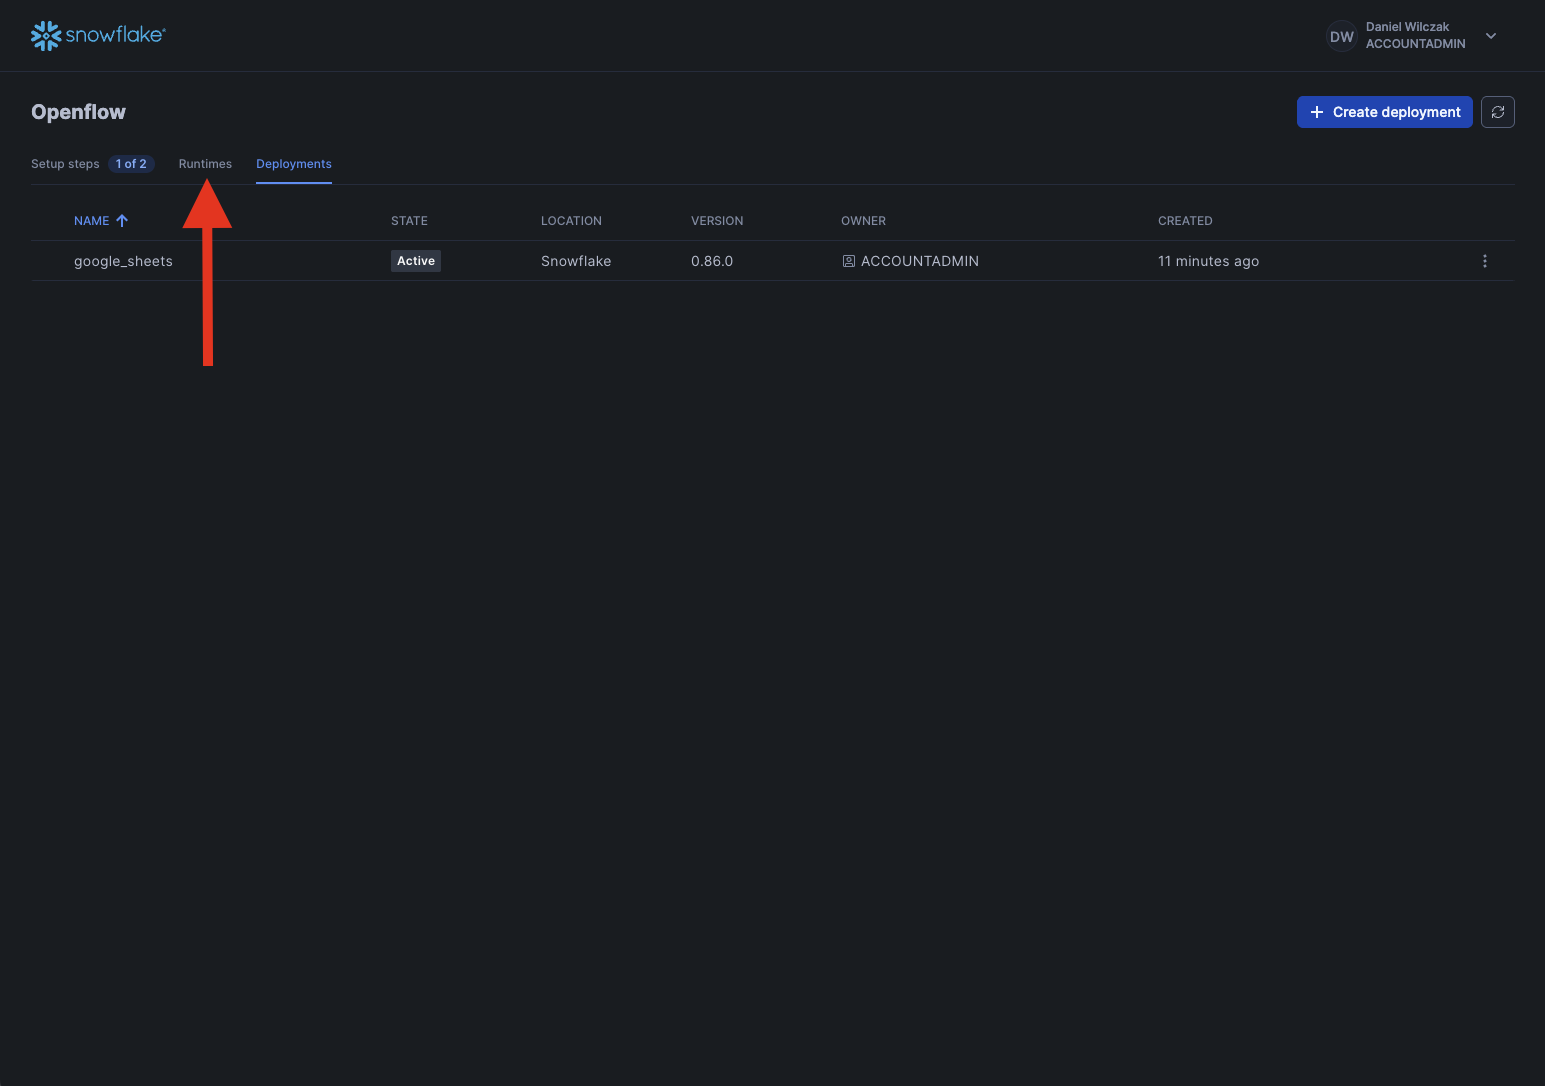 snowflake®
DW
Daniel Wilczak
ACCOUNTADMIN
Openflow
Create deployment
Setup steps 1 of 2 Runtimes Deployments
NAME STATE LOCATION VERSION OWNER CREATED
google_sheets Active Snowflake 0.86.0 ACCOUNTADMIN 11 minutes ago